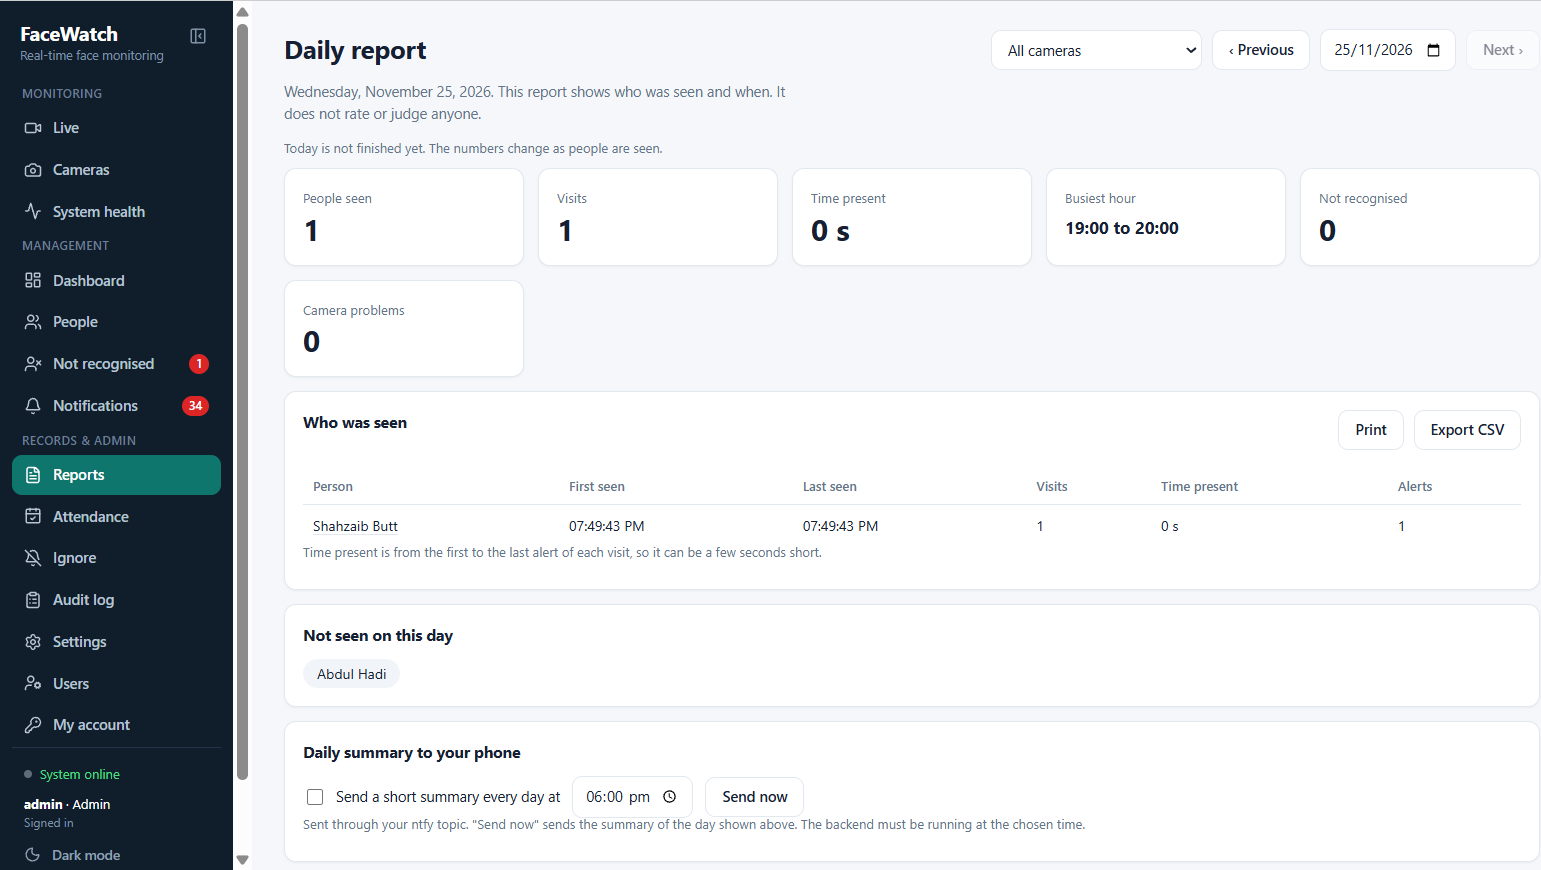 FaceWatch
Real-time face monitoring
MONITORING
Live
Cameras
System health
MANAGEMENT
Dashboard
People
Not recognised 1
Notifications 34
RECORDS & ADMIN
Reports
Attendance
Ignore
Audit log
Settings
Users
My account
System online
admin · Admin
Signed in
Dark mode
Daily report
All cameras
‹ Previous
25/11/2026
Next ›
Wednesday, November 25, 2026. This report shows who was seen and when. It
does not rate or judge anyone.
Today is not finished yet. The numbers change as people are seen.
People seen
1
Visits
1
Time present
0 s
Busiest hour
19:00 to 20:00
Not recognised
0
Camera problems
0
Who was seen
Print
Export CSV
Person First seen Last seen Visits Time present Alerts
Shahzaib Butt 07:49:43 PM 07:49:43 PM 1 0 s 1
Time present is from the first to the last alert of each visit, so it can be a few seconds short.
Not seen on this day
Abdul Hadi
Daily summary to your phone
Send a short summary every day at 06:00 pm Send now
Sent through your ntfy topic. "Send now" sends the summary of the day shown above. The backend must be running at the chosen time.